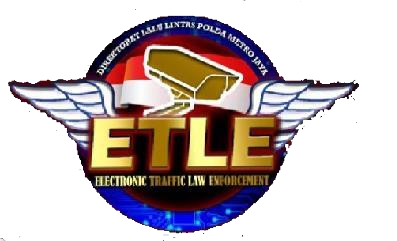 DIREKTORAT LALU LINTAS POLDA METRO JAYA
ETLE
ELECTRONIC TRAFFIC LAW ENFORCEMENT